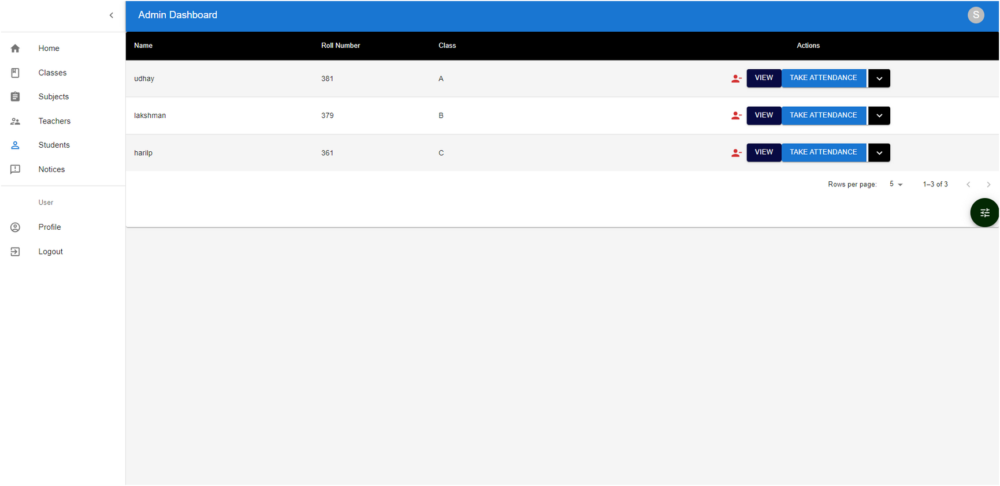 Admin Dashboard
S
Home
Classes
Subjects
Teachers
Students
Notices
User
Profile
Logout
Name Roll Number Class Actions
udhay 381 A VIEW TAKE ATTENDANCE
lakshman 379 B VIEW TAKE ATTENDANCE
harilp 361 C VIEW TAKE ATTENDANCE
Rows per page: 5 1–3 of 3